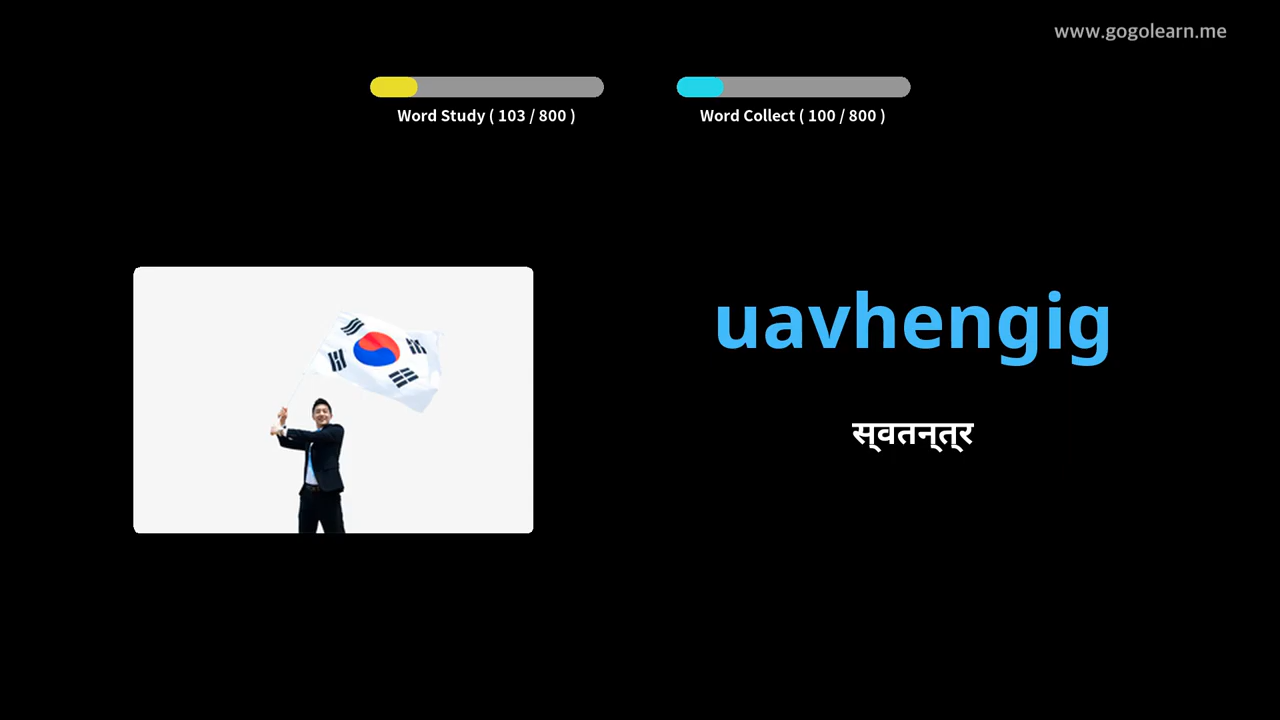 www.gogolearn.me
Word Study ( 103 / 800 )
Word Collect ( 100 / 800 )
uavhengig
स्वतन्त्र